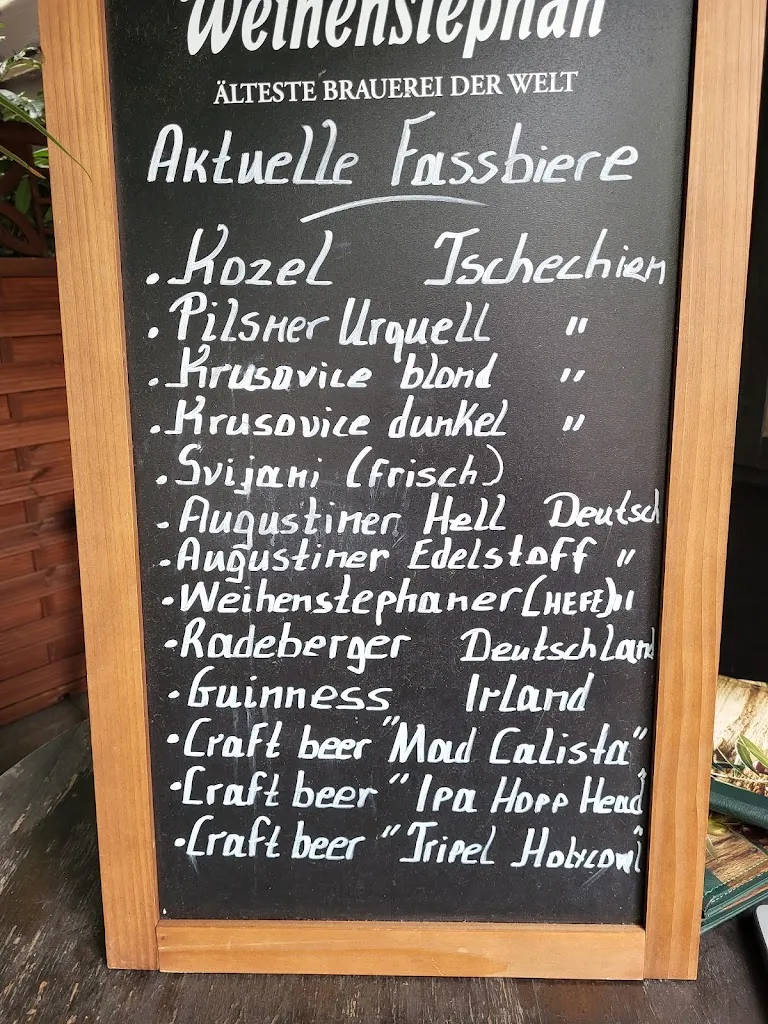 Weihenstephan
ÄLTESTE BRAUEREI DER WELT
Aktuelle Fassbiere
. Kozel Tschechien
. Pilsner Urquell "
. Krusovice blond "
. Krusovice dunkel "
. Svijani (frisch)
. Augustiner Hell Deutsch
. Augustiner Edelstoff "
. Weihenstephaner (HEFE) "
. Radeberger Deutschland
. Guinness Irland
. Craft beer "Mad Calista"
. Craft beer "Ipa Hopp Head
. Craft beer "Tripel Holycowl"